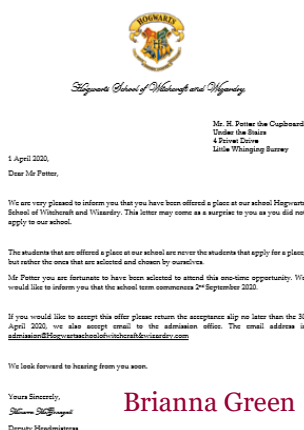 HOGWARTS
Hogwarts School of Witchcraft and Wizardry
Mr. H. Potter the Cupboard
Under the Stairs
4 Privet Drive
Little Whinging Surrey
1 April 2020,
Dear Mr Potter,
We are very pleased to inform you that you have been offered a place at our school Hogwarts
School of Witchcraft and Wizardry. This letter may come as a surprise to you as you did not
apply to our school.
The students that are offered a place at our school are never the students that apply for a place,
but rather the ones that are selected and chosen by ourselves.
Mr Potter you are fortunate to have been selected to attend this one-time opportunity. We
would like to inform you that the school term commences 2nd September 2020.
If you would like to accept this offer please return the acceptance slip no later than the 30
April 2020, we also accept email to the admission office. The email address is
admission@Hogwartsschoolofwitchcraft&wizardry.com
We look forward to hearing from you soon.
Yours Sincerely,
Minerva McGonagall
Brianna Green
Deputy Headmistress